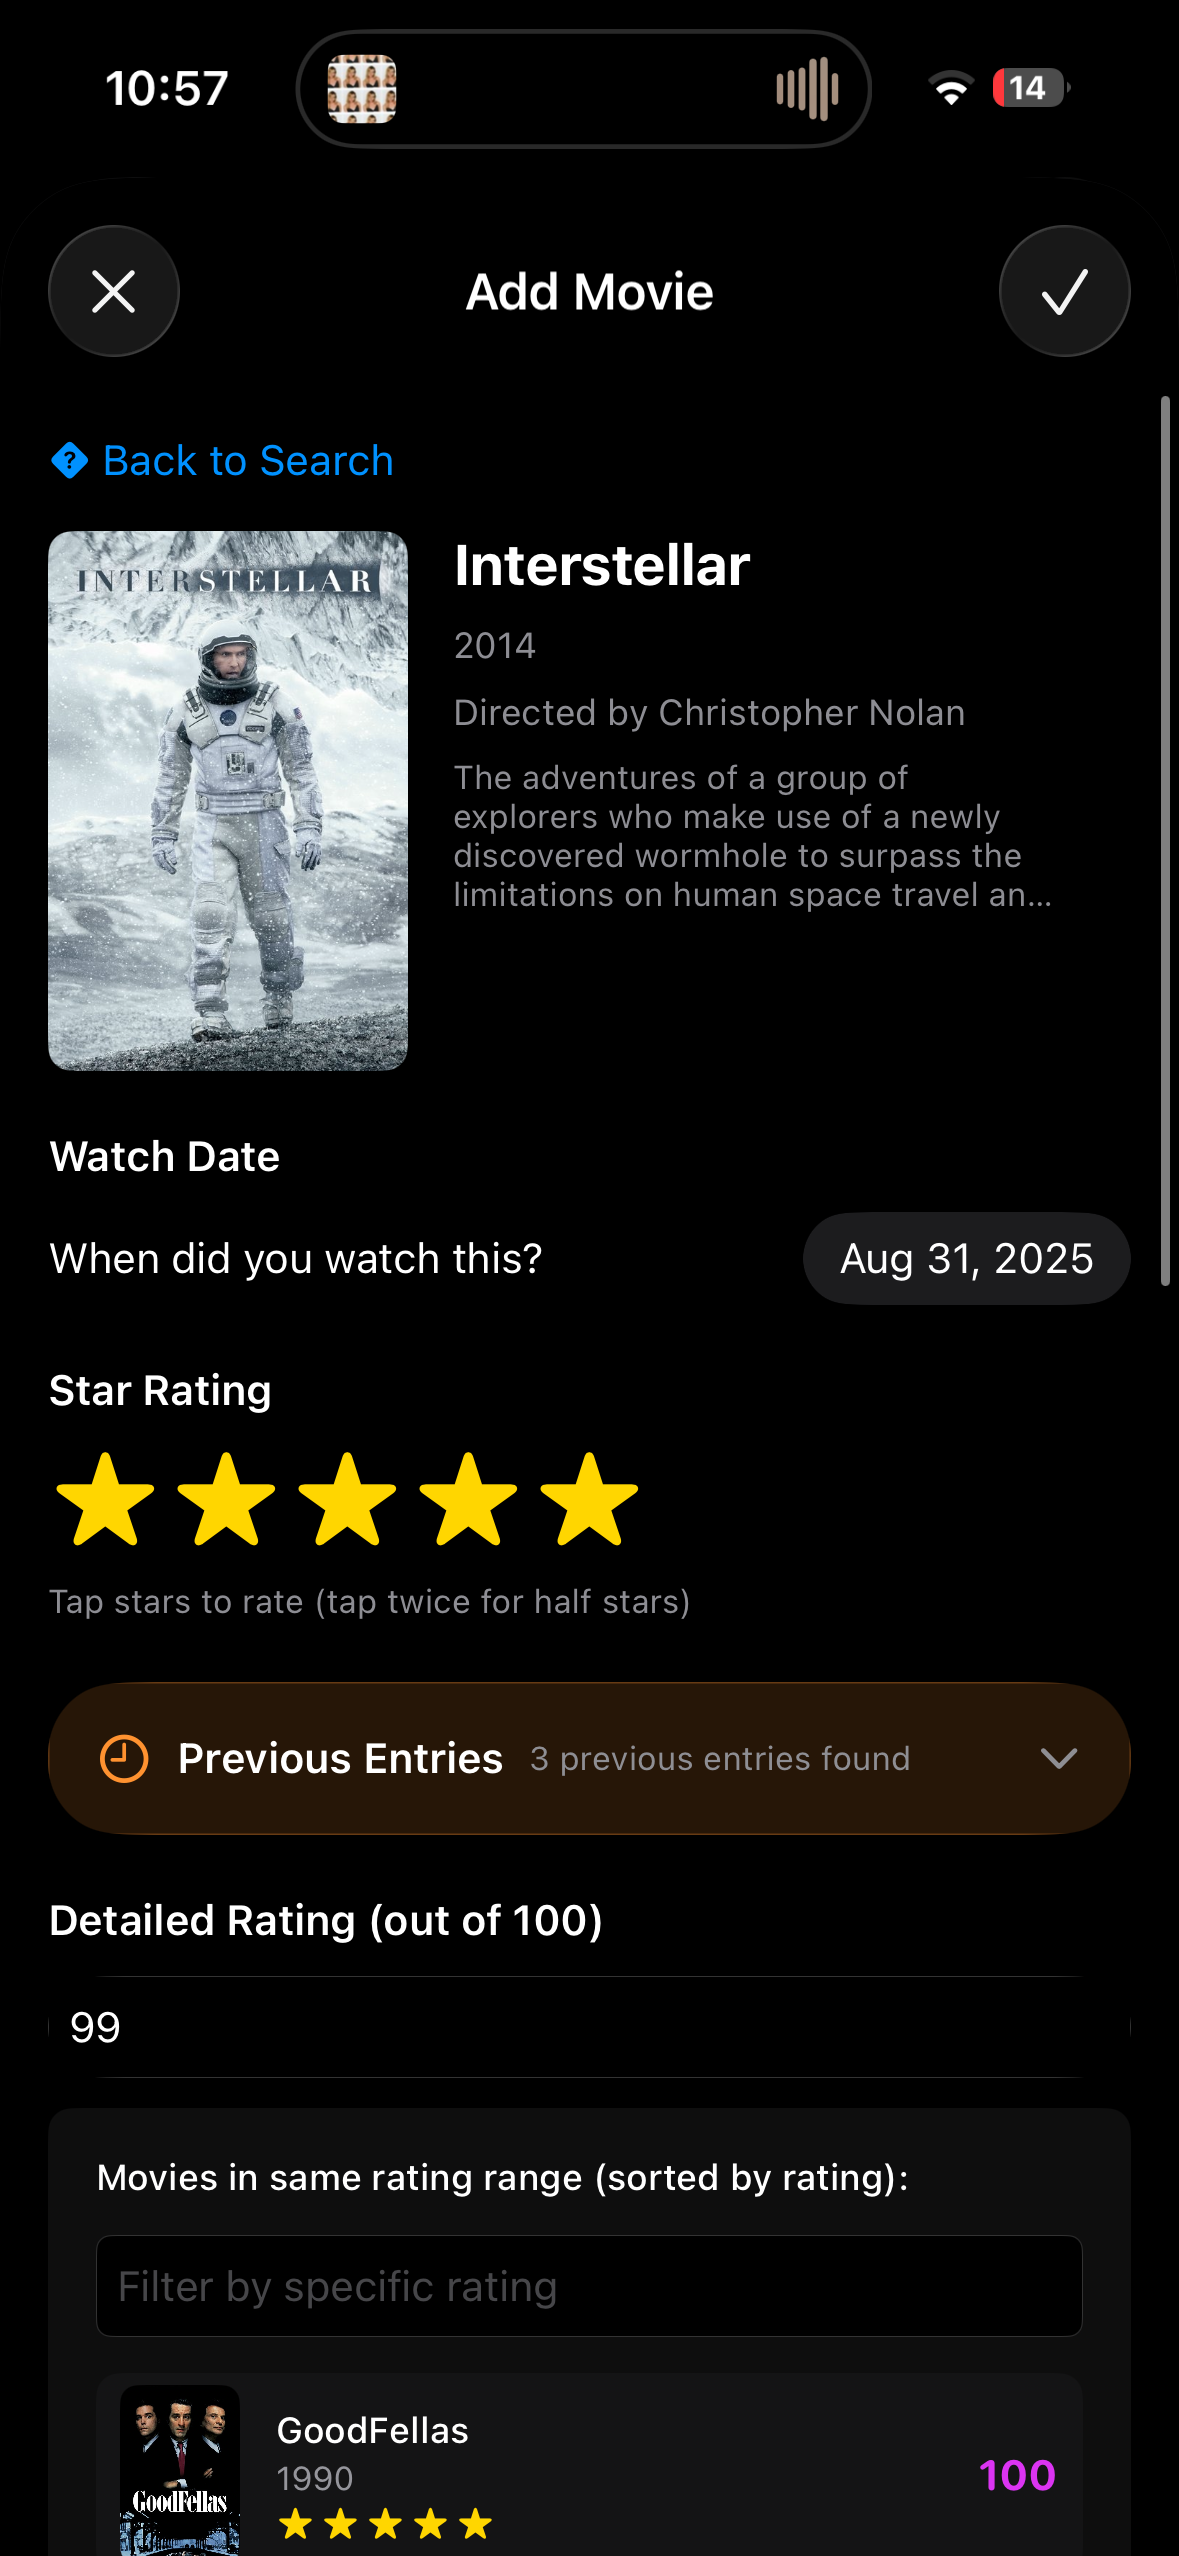 10:57
14
Add Movie
Back to Search
INTERSTELLAR
Interstellar
2014
Directed by Christopher Nolan
The adventures of a group of
explorers who make use of a newly
discovered wormhole to surpass the
limitations on human space travel an...
Watch Date
When did you watch this?
Aug 31, 2025
Star Rating
Tap stars to rate (tap twice for half stars)
Previous Entries
3 previous entries found
Detailed Rating (out of 100)
99
Movies in same rating range (sorted by rating):
Filter by specific rating
GoodFellas
GoodFellas
1990
100